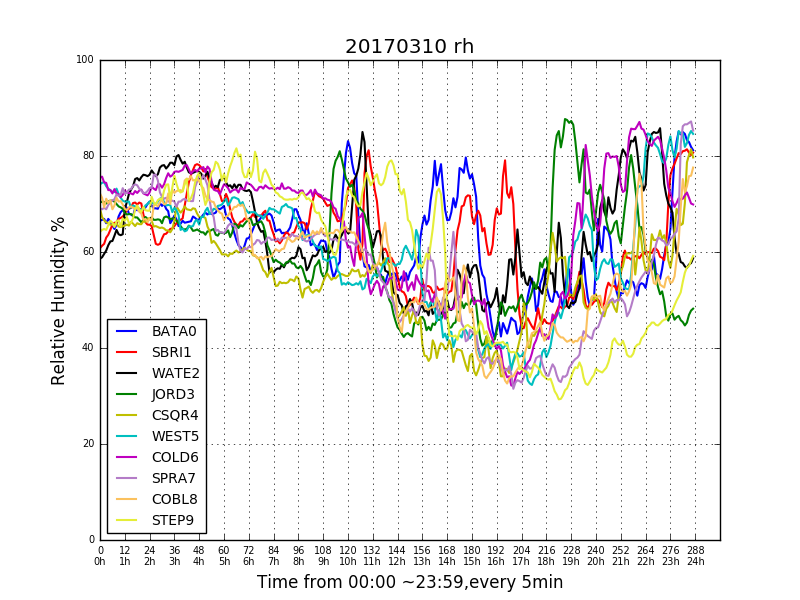 20170310 rh
Relative Humidity %
100
80
60
40
20
0
BATA0
SBRI1
WATE2
JORD3
CSQR4
WEST5
COLD6
SPRA7
COBL8
STEP9
0 12 24 36 48 60 72 84 96 108 120 132 144 156 168 180 192 204 216 228 240 252 264 276 288
0h 1h 2h 3h 4h 5h 6h 7h 8h 9h 10h 11h 12h 13h 14h 15h 16h 17h 18h 19h 20h 21h 22h 23h 24h
Time from 00:00 ~23:59,every 5min